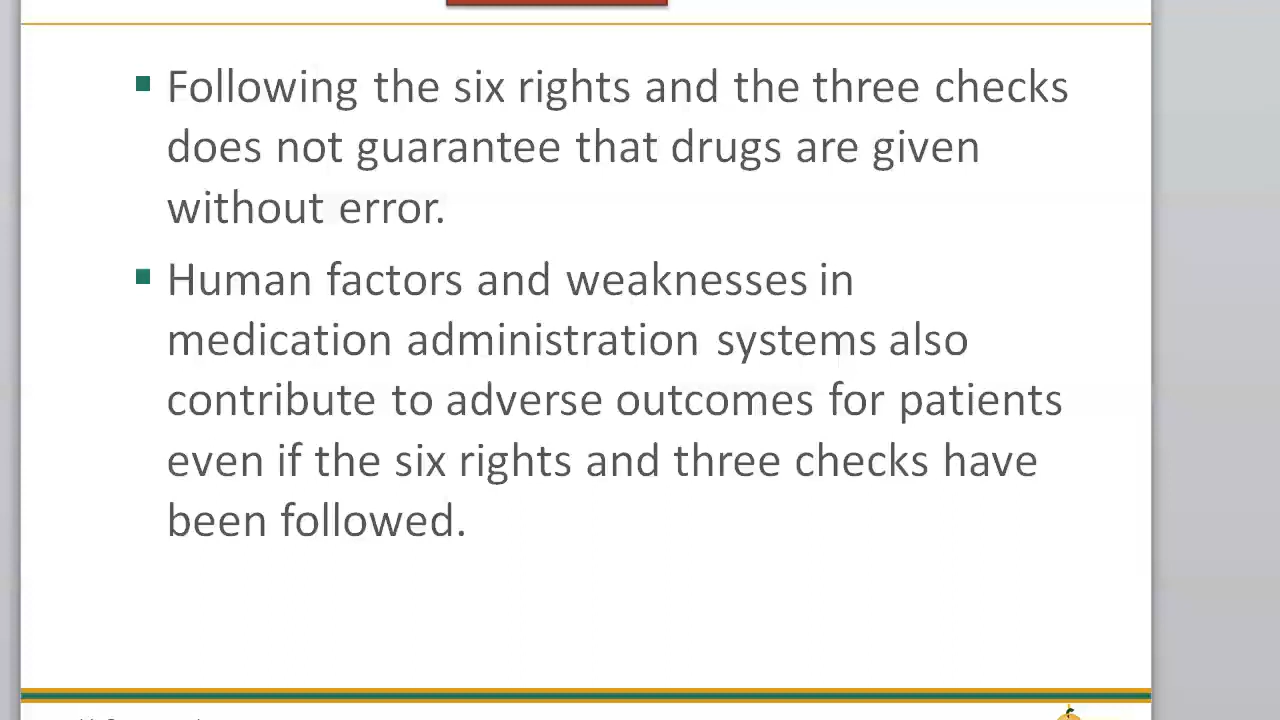 Following the six rights and the three checks
does not guarantee that drugs are given
without error.
Human factors and weaknesses in
medication administration systems also
contribute to adverse outcomes for patients
even if the six rights and three checks have
been followed.